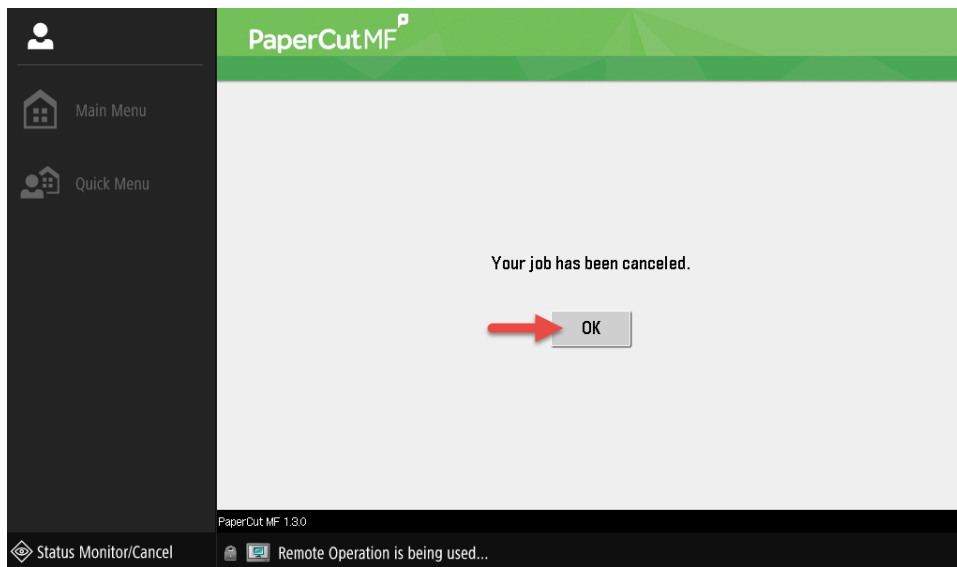 PaperCut MF
Main Menu
Quick Menu
Your job has been canceled.
OK
PaperCut MF 1.3.0
Status Monitor/Cancel
Remote Operation is being used...